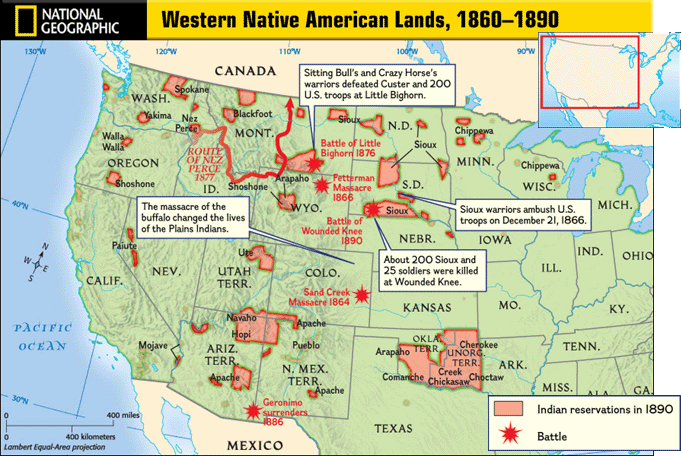 NATIONAL
GEOGRAPHIC
Western Native American Lands, 1860–1890
130°W
120°W
110°W
100°W
90°W
80°W
CANADA
Sitting Bull's and Crazy Horse's
warriors defeated Custer and 200
U.S. troops at Little Bighorn.
WASH.
Spokane
Yakima
Nez
Perce
Blackfoot
MONT.
Sioux
N.D.
Chippewa
Walla
Walla
ROUTE
OF NEZ
PERCE
1877
Battle of Little
Bighorn 1876
Sioux
MINN.
OREGON
Shoshone
ID.
Shoshone
Arapaho
Fetterman
Massacre
1866
S.D.
Chippewa
WISC.
MICH.
WYO.
The massacre of the
buffalo changed the lives
of the Plains Indians.
Battle of
Wounded Knee
1890
Sioux
Sioux warriors ambush U.S.
troops on December 21, 1866.
40°N
40°N
N
W
E
S
Paiute
NEBR.
IOWA
About 200 Sioux and
25 soldiers were killed
at Wounded Knee.
ILL.
IND.
OHIO
CALIF.
NEV.
Ute
UTAH
TERR.
COLO.
Sand Creek
Massacre 1864
KANSAS
MO.
KY.
PACIFIC
OCEAN
Mojave
Navaho
Hopi
Apache
Pueblo
ARIZ.
TERR.
Apache
N. MEX.
TERR.
Apache
OKLA.
TERR.
UNORG.
TERR.
Cherokee
Arapaho
Comanche
Creek
Chickasaw
Choctaw
ARK.
TENN.
MISS.
ALA.
GA.
Geronimo
surrenders
1886
30°N
30°N
0
400 miles
0
400 kilometers
Lambert Equal-Area projection
MEXICO
TEXAS
Indian reservations in 1890
Battle